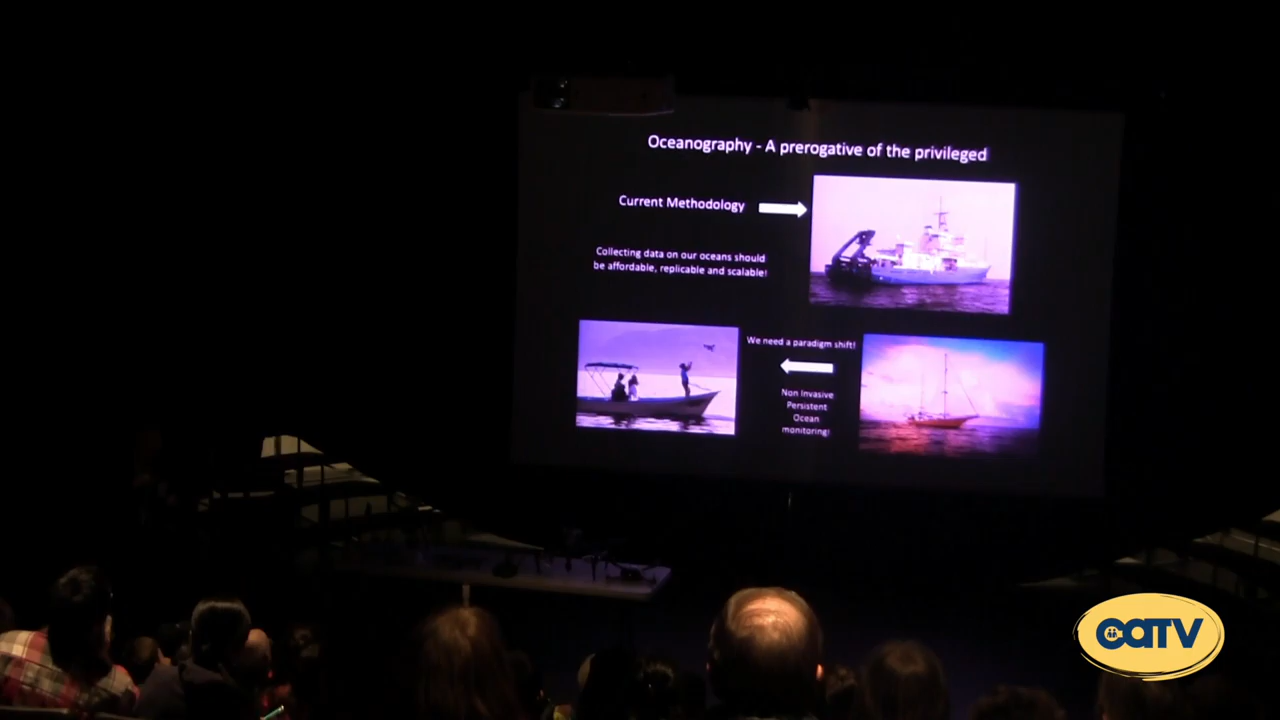 Oceanography - A prerogative of the privileged
Current Methodology
Collecting data on our oceans should
be affordable, replicable and scalable!
We need a paradigm shift!
Non Invasive
Persistent
Ocean
monitoring!
CATV